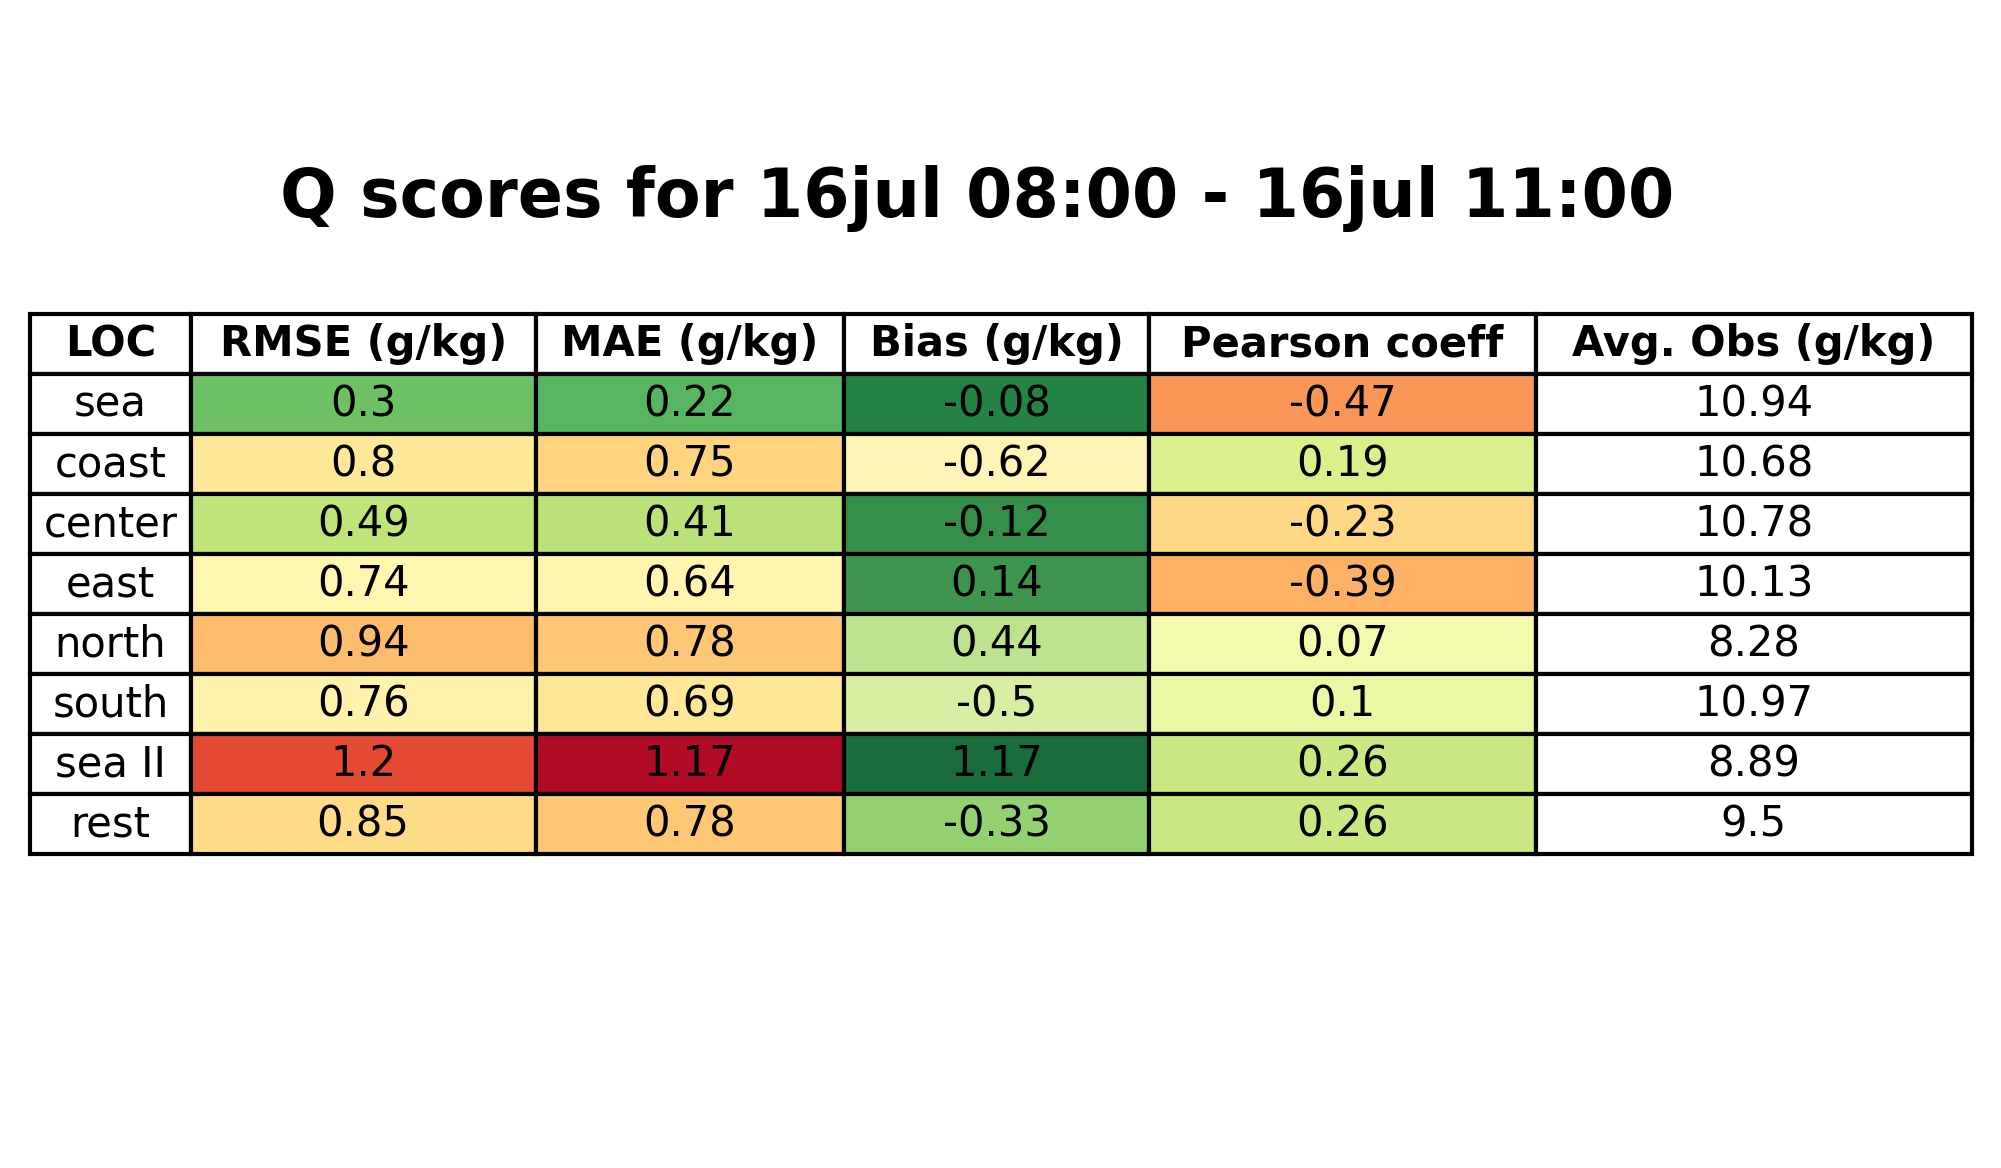 Q scores for 16jul 08:00 - 16jul 11:00
LOC RMSE (g/kg) MAE (g/kg) Bias (g/kg) Pearson coeff Avg. Obs (g/kg)
sea 0.3 0.22 -0.08 -0.47 10.94
coast 0.8 0.75 -0.62 0.19 10.68
center 0.49 0.41 -0.12 -0.23 10.78
east 0.74 0.64 0.14 -0.39 10.13
north 0.94 0.78 0.44 0.07 8.28
south 0.76 0.69 -0.5 0.1 10.97
sea II 1.2 1.17 1.17 0.26 8.89
rest 0.85 0.78 -0.33 0.26 9.5